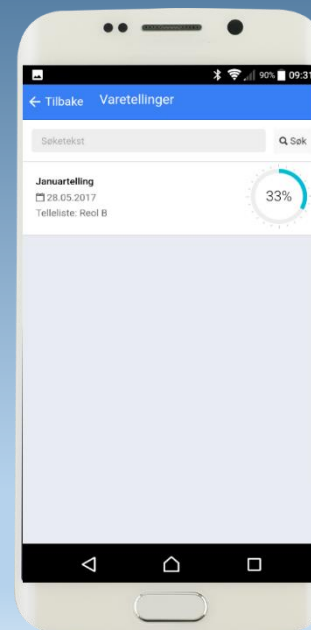 90% 09:31
← Tilbake Varetellinger
Søketekst Søk
Januartelling
28.05.2017
Telleliste: Reol B
33%